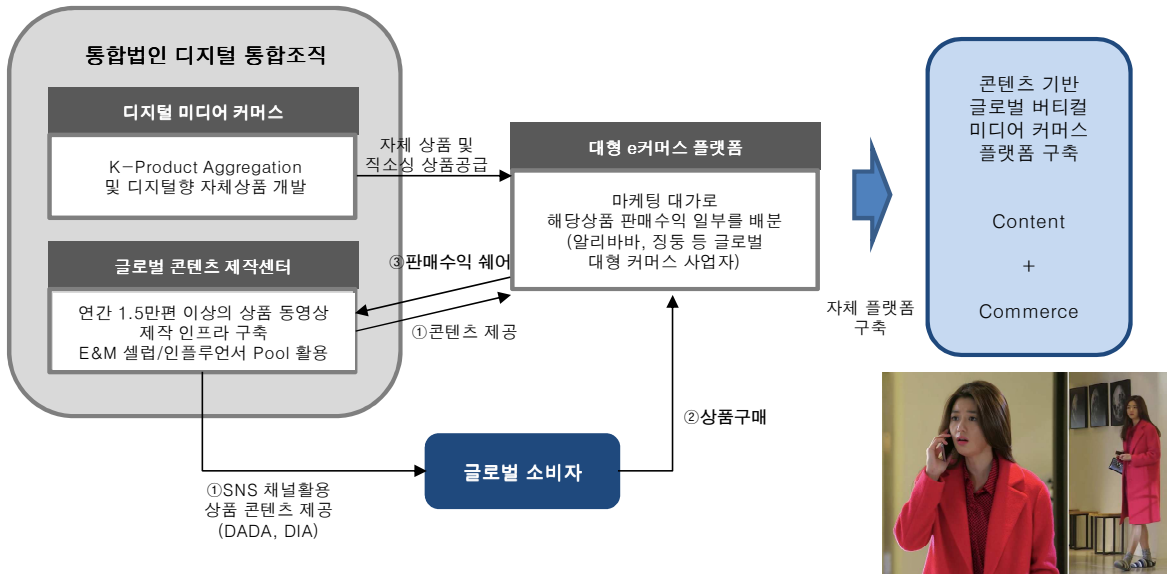 통합법인 디지털 통합조직
디지털 미디어 커머스
K-Product Aggregation
및 디지털향 자체상품 개발
글로벌 콘텐츠 제작센터
연간 1.5만편 이상의 상품 동영상
제작 인프라 구축
E&M 셀럽/인플루언서 Pool 활용
자체 상품 및
직소싱 상품공급
③판매수익 쉐어
①콘텐츠 제공
대형 e커머스 플랫폼
마케팅 대가로
해당상품 판매수익 일부를 배분
(알리바바, 징둥 등 글로벌
대형 커머스 사업자)
②상품구매
글로벌 소비자
①SNS 채널활용
상품 콘텐츠 제공
(DADA, DIA)
자체 플랫폼
구축
콘텐츠 기반
글로벌 버티컬
미디어 커머스
플랫폼 구축
Content
+
Commerce